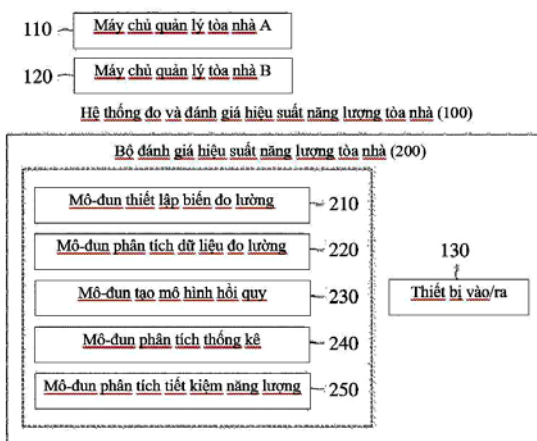 110 Máy chủ quản lý tòa nhà A
120 Máy chủ quản lý tòa nhà B
Hệ thống đo và đánh giá hiệu suất năng lượng tòa nhà (100)
Bộ đánh giá hiệu suất năng lượng tòa nhà (200)
Mô-đun thiết lập biến đo lường 210
Mô-đun phân tích dữ liệu đo lường 220
130
Mô-đun tạo mô hình hồi quy 230
Thiết bị vào/ra
Mô-đun phân tích thống kê 240
Mô-đun phân tích tiết kiệm năng lượng 250